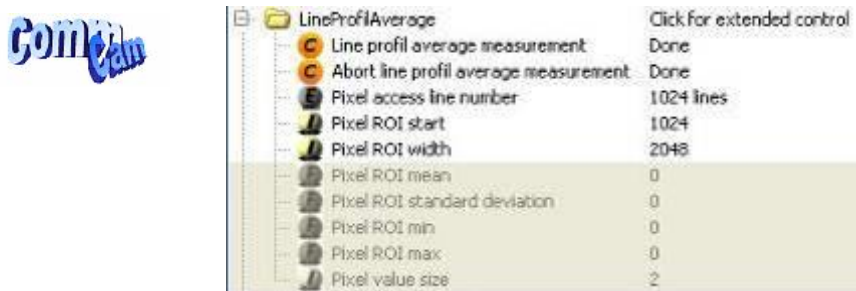 CommCam
LineProfilAverage Click for extended control
C Line profil average measurement Done
C Abort line profil average measurement Done
E Pixel access line number 1024 lines
Pixel ROI start 1024
Pixel ROI width 2048
Pixel ROI mean 0
Pixel ROI standard deviation 0
Pixel ROI min 0
Pixel ROI max 0
Pixel value size 2